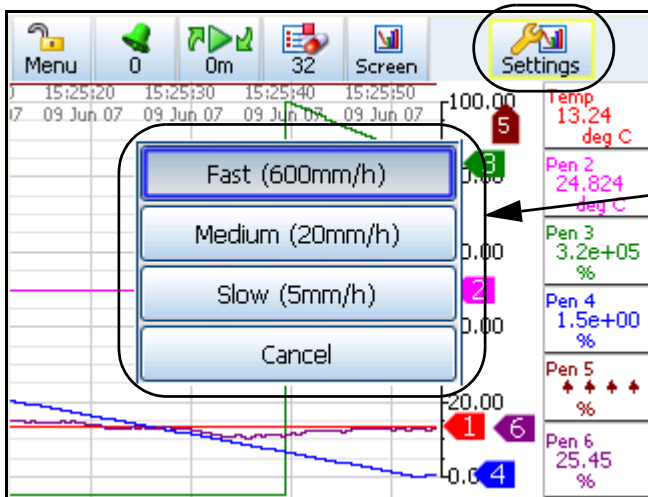 Menu 0 0m 32 Screen Settings
15:25:20 15:25:30 15:25:40 15:25:50
07 09 Jun 07 09 Jun 07 09 Jun 07 09 Jun 07
100.00
5
3
Fast (600mm/h)
Medium (20mm/h)
Slow (5mm/h)
Cancel
2
20.00
1 6
0.0 4
Temp
13.24
deg C
Pen 2
24.824
deg C
Pen 3
3.2e+05
%
Pen 4
1.5e+00
%
Pen 5
%
Pen 6
25.45
%